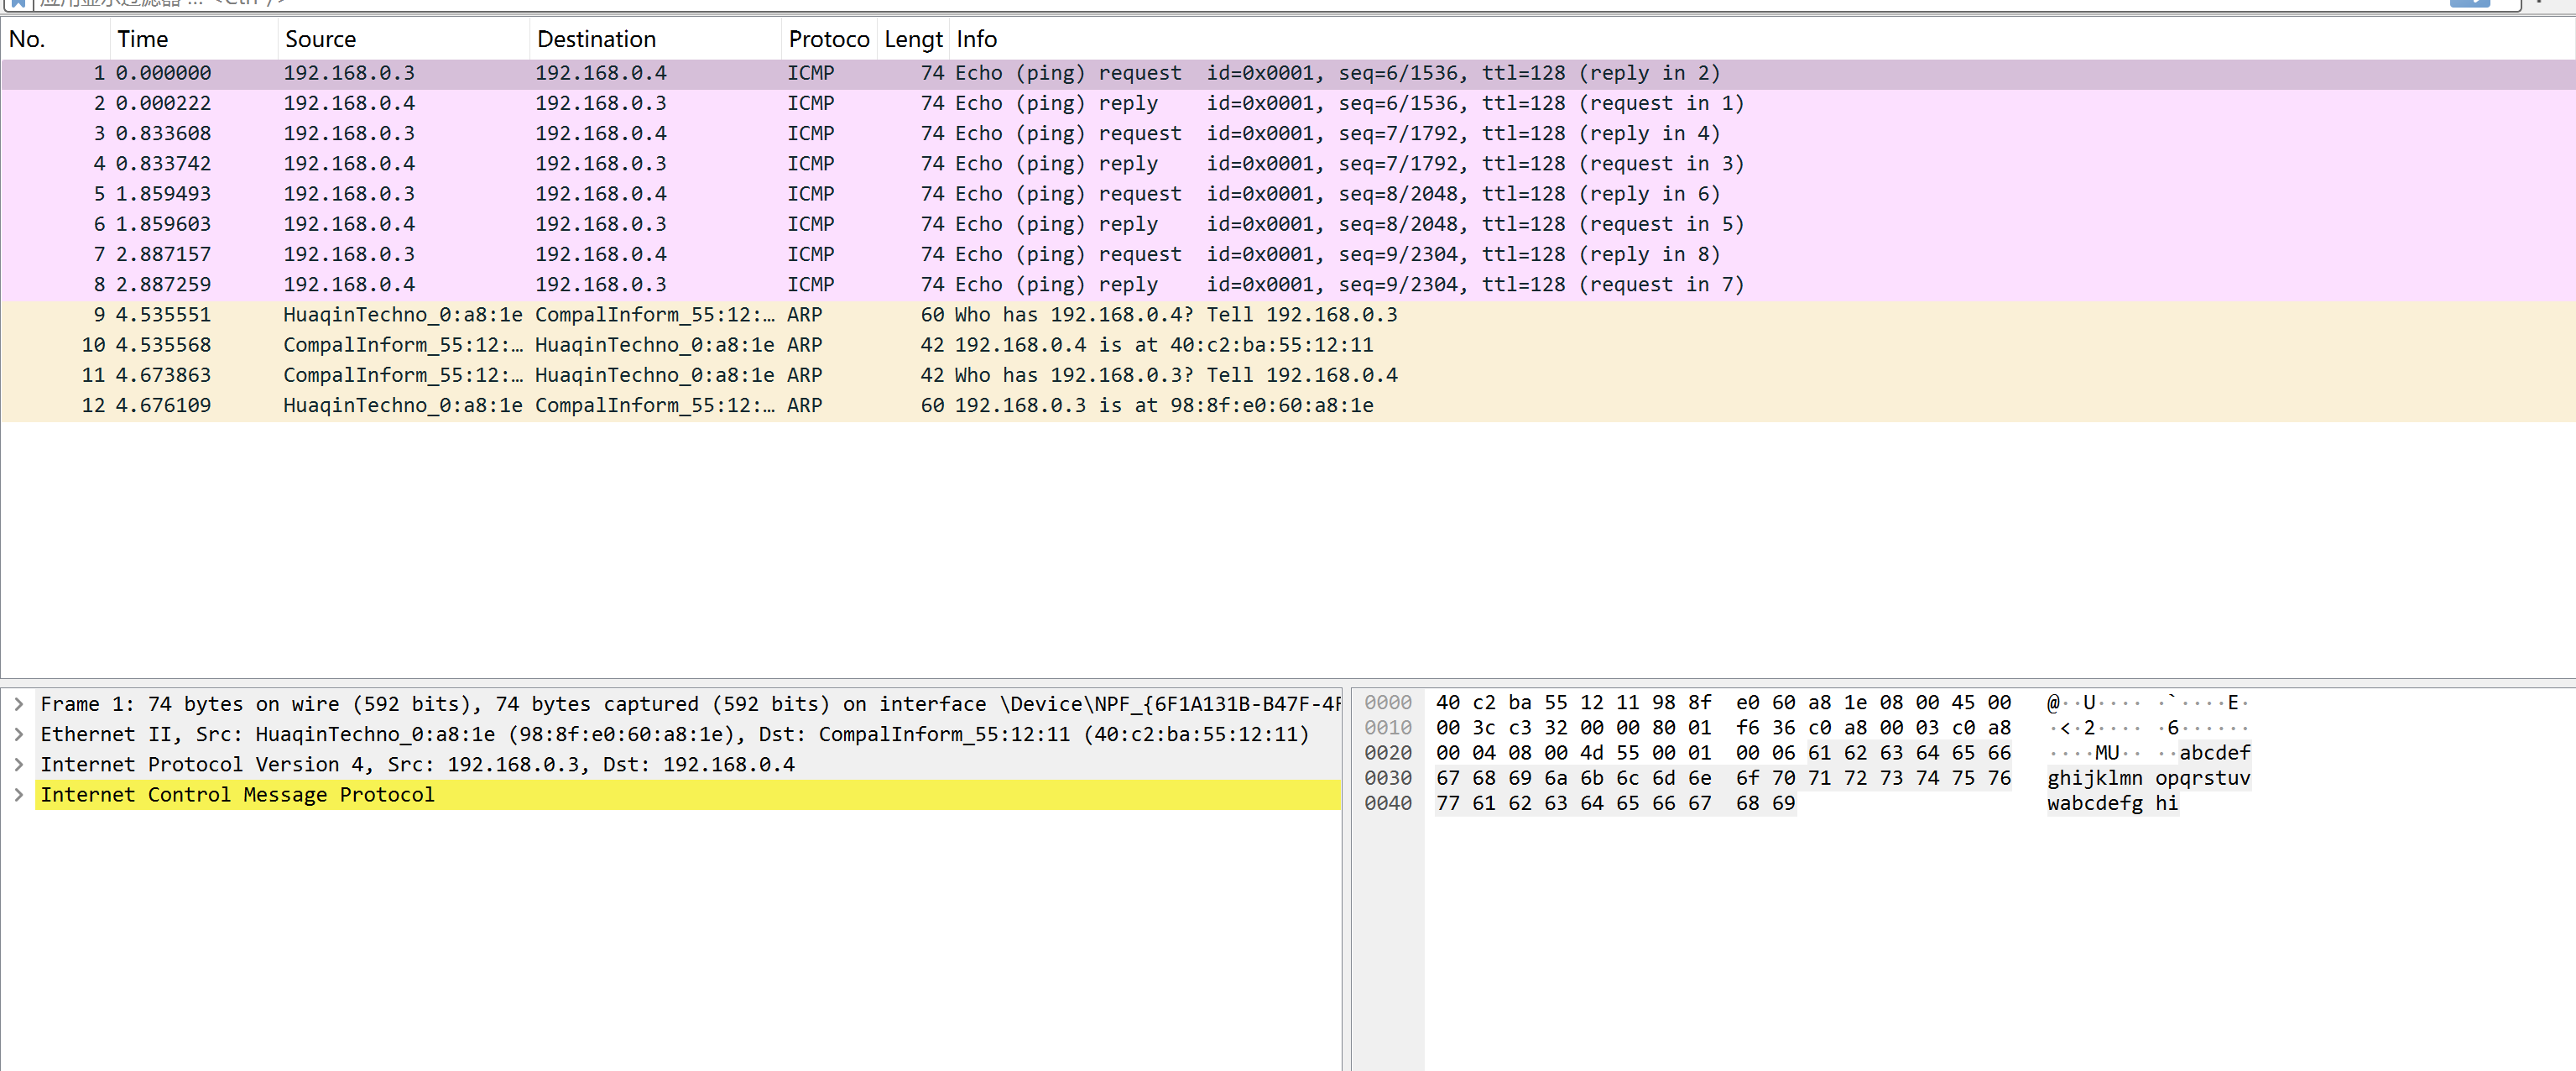 No. Time Source Destination Protoco Lengt Info
1 0.000000 192.168.0.3 192.168.0.4 ICMP 74 Echo (ping) request id=0x0001, seq=6/1536, ttl=128 (reply in 2)
2 0.000222 192.168.0.4 192.168.0.3 ICMP 74 Echo (ping) reply id=0x0001, seq=6/1536, ttl=128 (request in 1)
3 0.833608 192.168.0.3 192.168.0.4 ICMP 74 Echo (ping) request id=0x0001, seq=7/1792, ttl=128 (reply in 4)
4 0.833742 192.168.0.4 192.168.0.3 ICMP 74 Echo (ping) reply id=0x0001, seq=7/1792, ttl=128 (request in 3)
5 1.859493 192.168.0.3 192.168.0.4 ICMP 74 Echo (ping) request id=0x0001, seq=8/2048, ttl=128 (reply in 6)
6 1.859603 192.168.0.4 192.168.0.3 ICMP 74 Echo (ping) reply id=0x0001, seq=8/2048, ttl=128 (request in 5)
7 2.887157 192.168.0.3 192.168.0.4 ICMP 74 Echo (ping) request id=0x0001, seq=9/2304, ttl=128 (reply in 8)
8 2.887259 192.168.0.4 192.168.0.3 ICMP 74 Echo (ping) reply id=0x0001, seq=9/2304, ttl=128 (request in 7)
9 4.535551 HuaqinTechno_0:a8:1e CompalInform_55:12:… ARP 60 Who has 192.168.0.4? Tell 192.168.0.3
10 4.535568 CompalInform_55:12:… HuaqinTechno_0:a8:1e ARP 42 192.168.0.4 is at 40:c2:ba:55:12:11
11 4.673863 CompalInform_55:12:… HuaqinTechno_0:a8:1e ARP 42 Who has 192.168.0.3? Tell 192.168.0.4
12 4.676109 HuaqinTechno_0:a8:1e CompalInform_55:12:… ARP 60 192.168.0.3 is at 98:8f:e0:60:a8:1e
Frame 1: 74 bytes on wire (592 bits), 74 bytes captured (592 bits) on interface \Device\NPF_{6F1A131B-B47F-4F
Ethernet II, Src: HuaqinTechno_0:a8:1e (98:8f:e0:60:a8:1e), Dst: CompalInform_55:12:11 (40:c2:ba:55:12:11)
Internet Protocol Version 4, Src: 192.168.0.3, Dst: 192.168.0.4
Internet Control Message Protocol
0000 40 c2 ba 55 12 11 98 8f e0 60 a8 1e 08 00 45 00 @··U···· ·`····E·
0010 00 3c c3 32 00 00 80 01 f6 36 c0 a8 00 03 c0 a8 ·<·2···· ·6······
0020 00 04 08 00 4d 55 00 01 00 06 61 62 63 64 65 66 ····MU·· ··abcdef
0030 67 68 69 6a 6b 6c 6d 6e 6f 70 71 72 73 74 75 76 ghijklmn opqrstuv
0040 77 61 62 63 64 65 66 67 68 69 wabcdefg hi